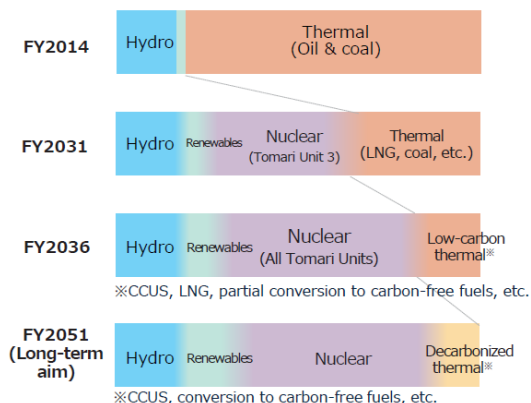 FY2014
Hydro
Thermal
(Oil & coal)
FY2031
Hydro
Renewables
Nuclear
(Tomari Unit 3)
Thermal
(LNG, coal, etc.)
FY2036
Hydro
Renewables
Nuclear
(All Tomari Units)
Low-carbon
thermal※
※CCUS, LNG, partial conversion to carbon-free fuels, etc.
FY2051
(Long-term
aim)
Hydro
Renewables
Nuclear
Decarbonized
thermal※
※CCUS, conversion to carbon-free fuels, etc.